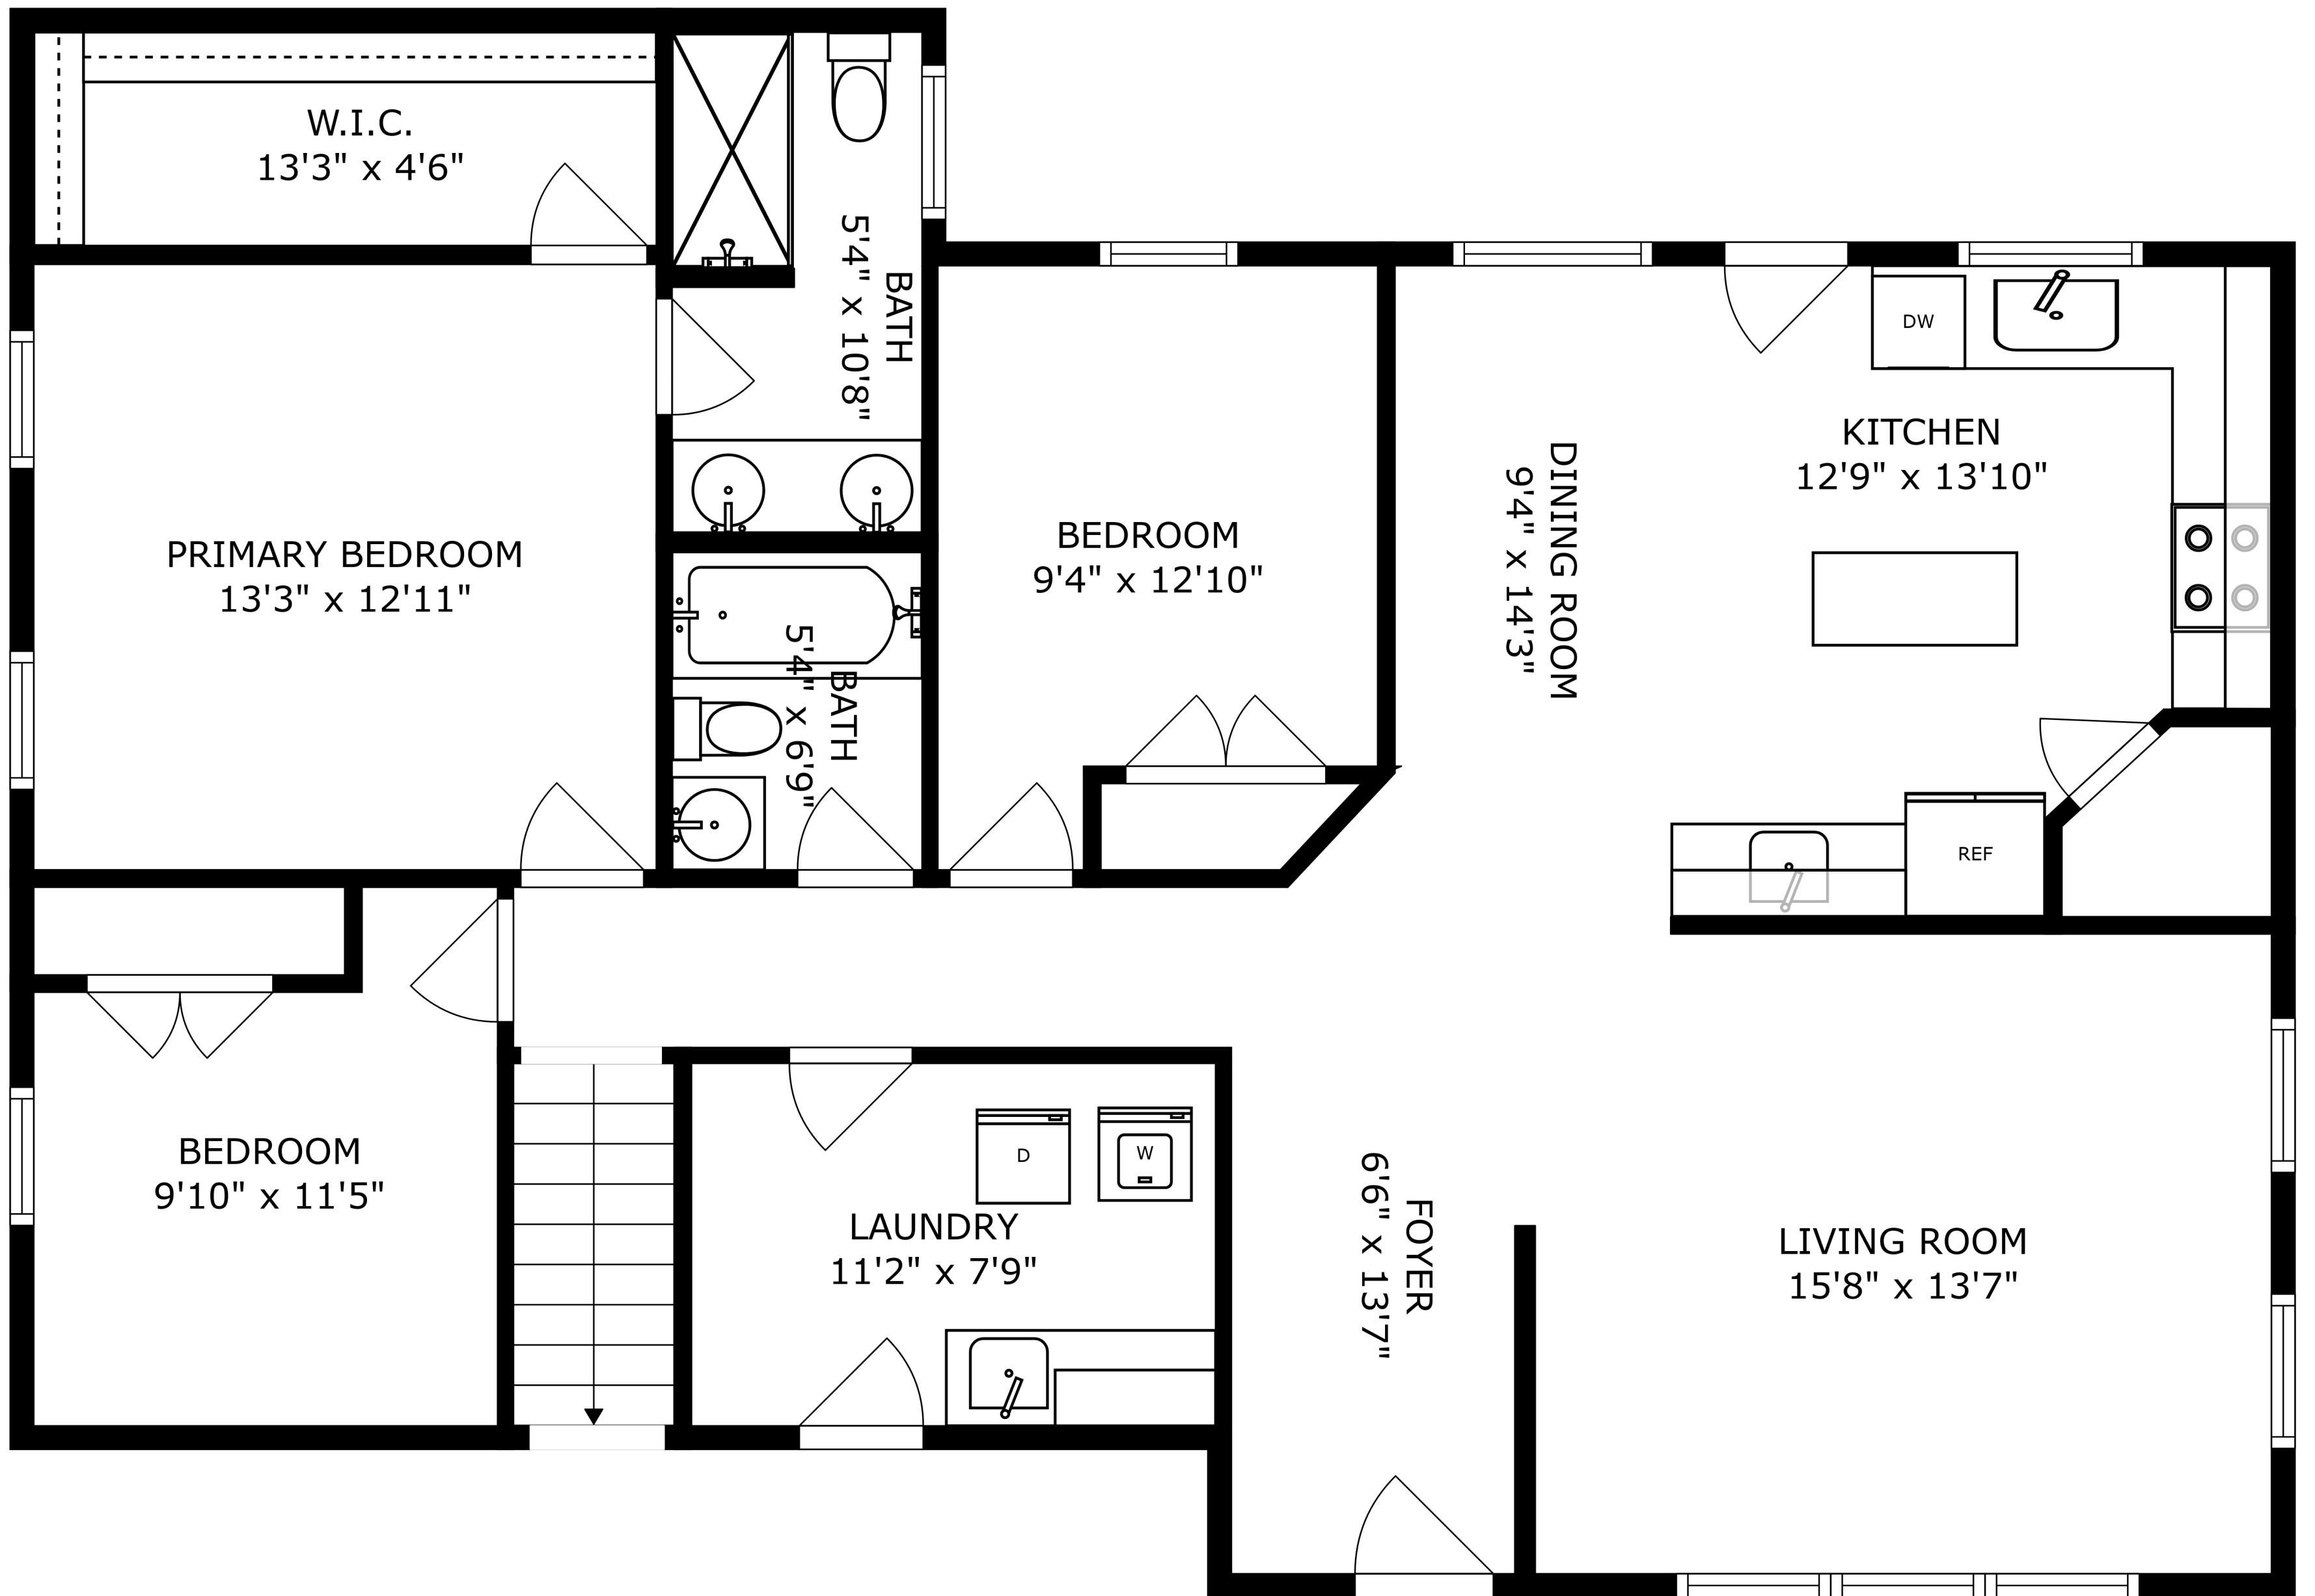 W.I.C.
13'3" x 4'6"
BATH
5'4" x 10'8"
DW
KITCHEN
12'9" x 13'10"
PRIMARY BEDROOM
13'3" x 12'11"
BEDROOM
9'4" x 12'10"
DINING ROOM
9'4" x 14'3"
BATH
5'4" x 6'9"
REF
BEDROOM
9'10" x 11'5"
D
W
LAUNDRY
11'2" x 7'9"
FOYER
6'6" x 13'7"
LIVING ROOM
15'8" x 13'7"